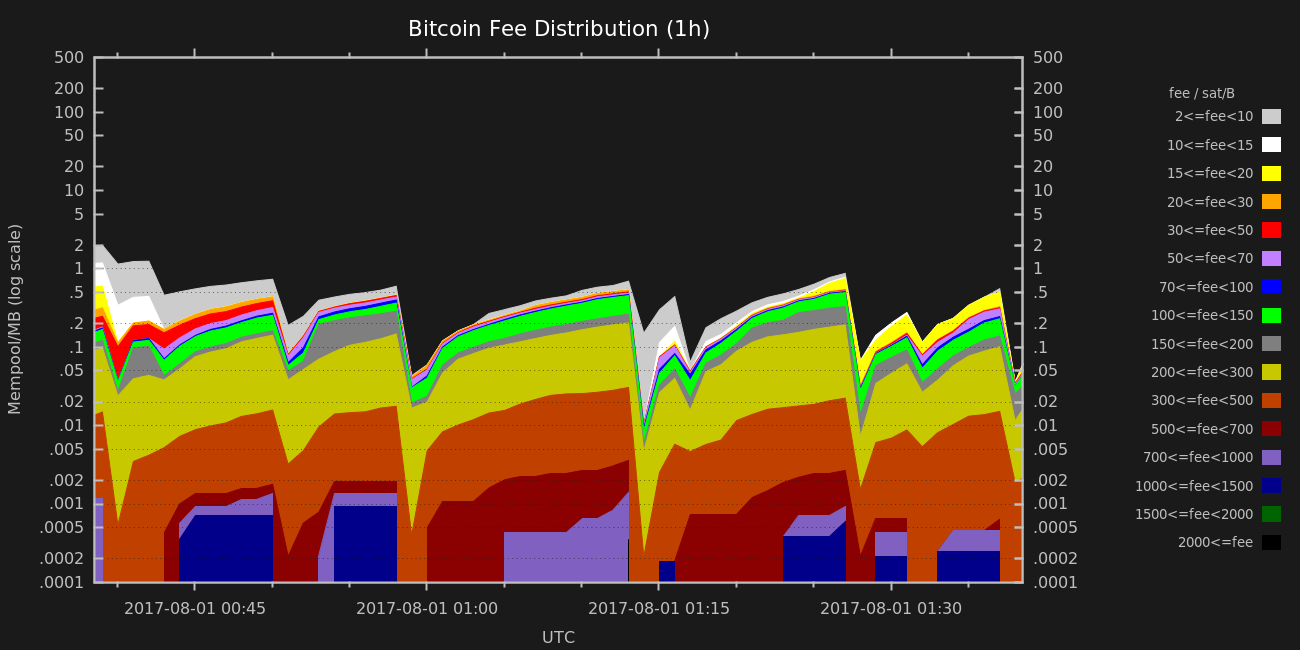 Bitcoin Fee Distribution (1h)
Mempool/MB (log scale)
500
200
100
50
20
10
5
2
1
.5
.2
.1
.05
.02
.01
.005
.002
.001
.0005
.0002
.0001
500
200
100
50
20
10
5
2
1
.5
.2
.1
.05
.02
.01
.005
.002
.001
.0005
.0002
.0001
2017-08-01 00:45
2017-08-01 01:00
2017-08-01 01:15
2017-08-01 01:30
UTC
fee / sat/B
2<=fee<10
10<=fee<15
15<=fee<20
20<=fee<30
30<=fee<50
50<=fee<70
70<=fee<100
100<=fee<150
150<=fee<200
200<=fee<300
300<=fee<500
500<=fee<700
700<=fee<1000
1000<=fee<1500
1500<=fee<2000
2000<=fee